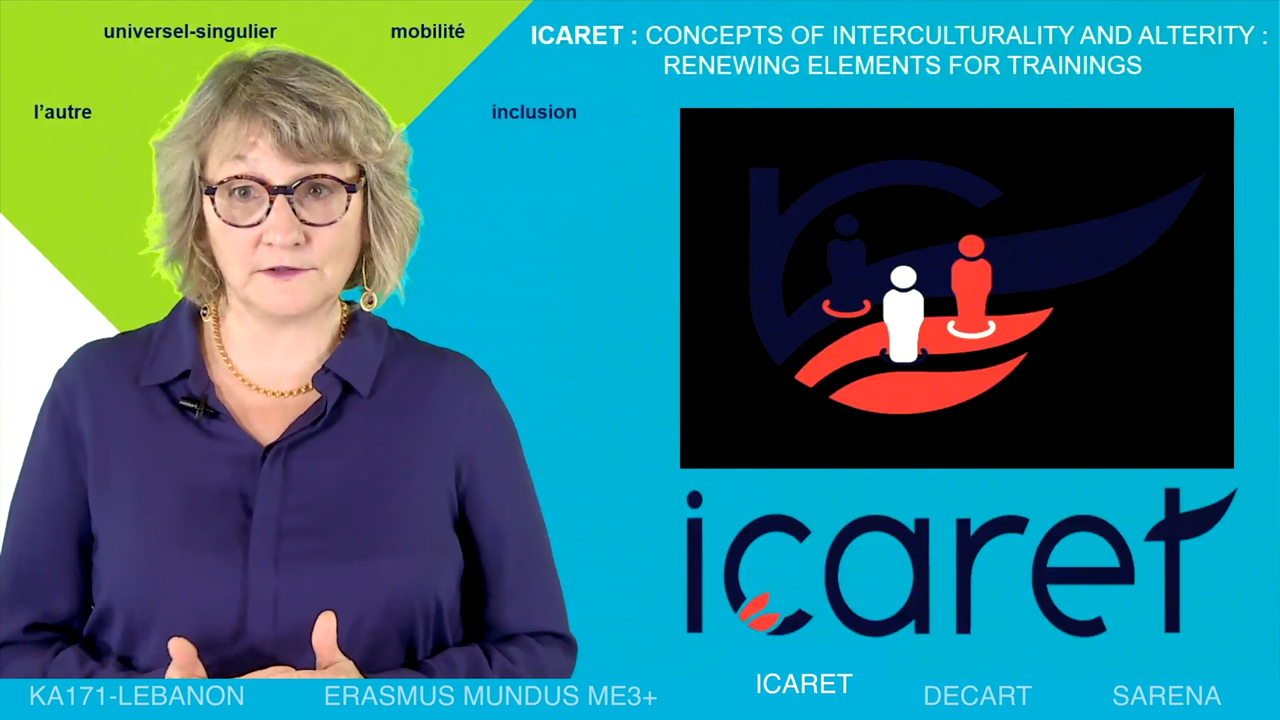 universel-singulier
mobilité
l'autre
inclusion
ICARET : CONCEPTS OF INTERCULTURALITY AND ALTERITY :
RENEWING ELEMENTS FOR TRAININGS
icaret
KA171-LEBANON
ERASMUS MUNDUS ME3+
ICARET
DECART
SARENA